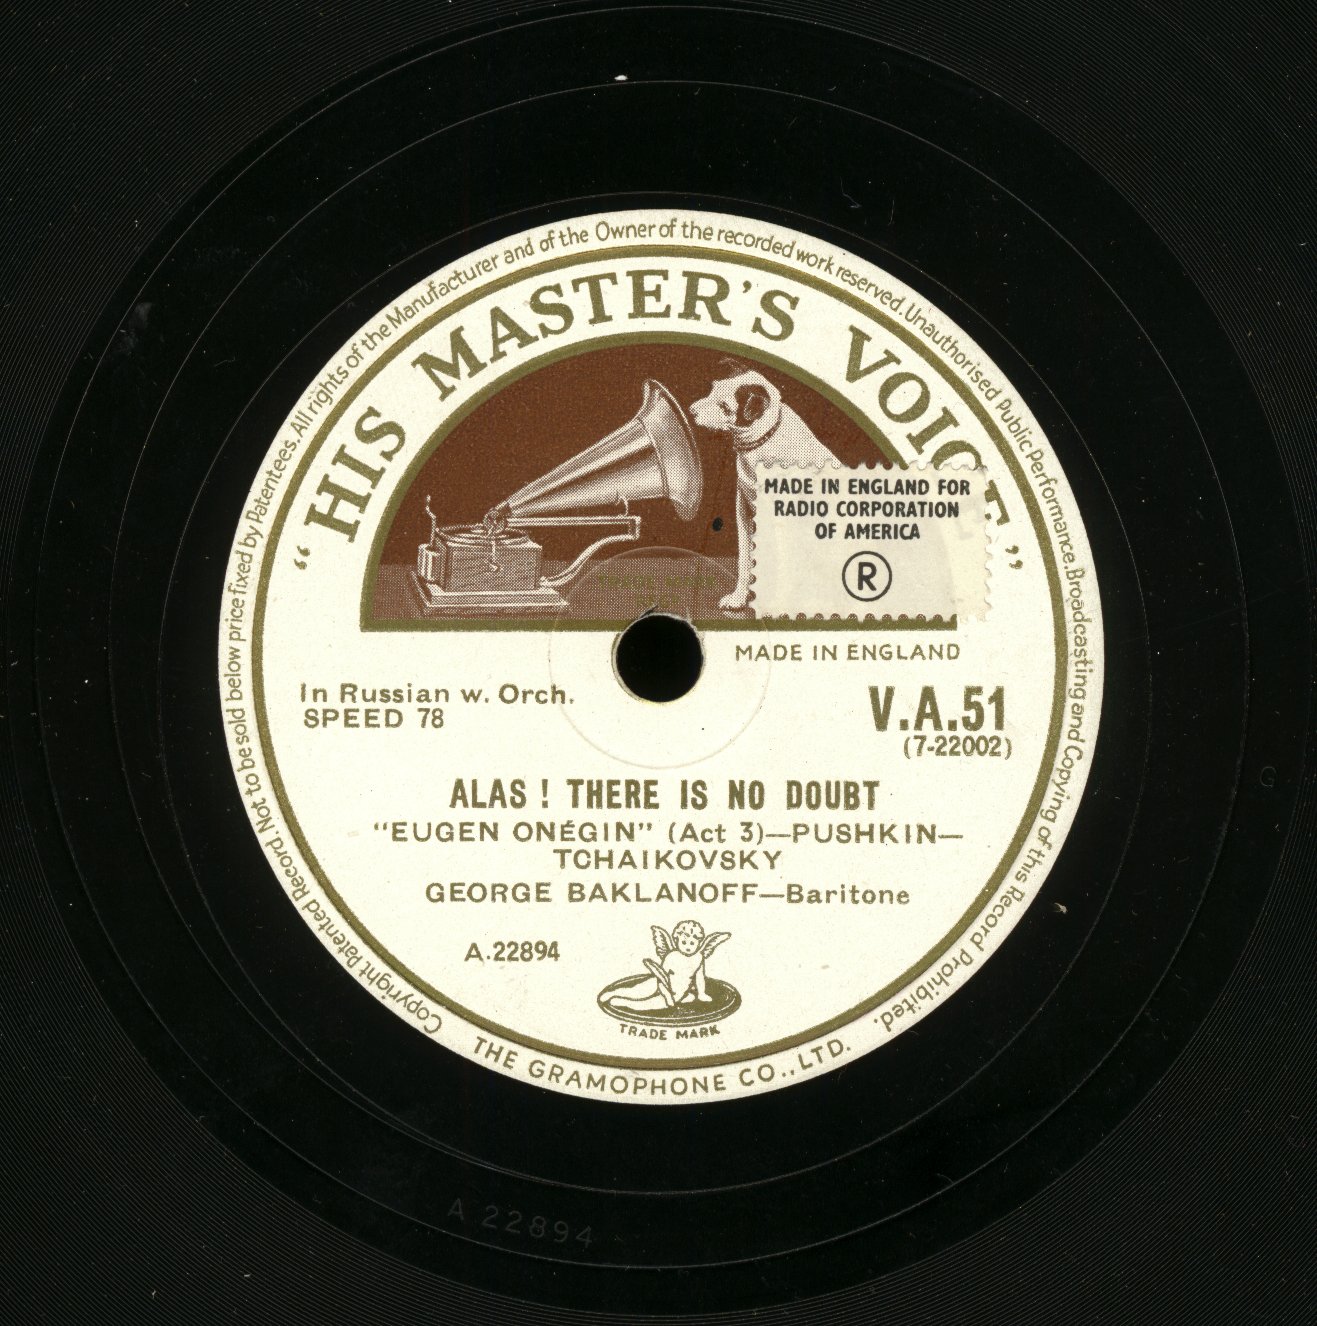 Copyright Patented Record. Not to be sold below price fixed by Patentees. All rights of the Manufacturer and of the Owner of the recorded work reserved. Unauthorised Public Performance. Broadcasting and Copying of this Record Prohibited.
"HIS MASTER'S VOICE"
MADE IN ENGLAND FOR
RADIO CORPORATION
OF AMERICA
R
MADE IN ENGLAND
In Russian w. Orch.
SPEED 78
V.A.51
(7-22002)
ALAS! THERE IS NO DOUBT
"EUGEN ONÉGIN" (Act 3)—PUSHKIN—
TCHAIKOVSKY
GEORGE BAKLANOFF—Baritone
A.22894
TRADE MARK
THE GRAMOPHONE CO., LTD.
A 22894
G